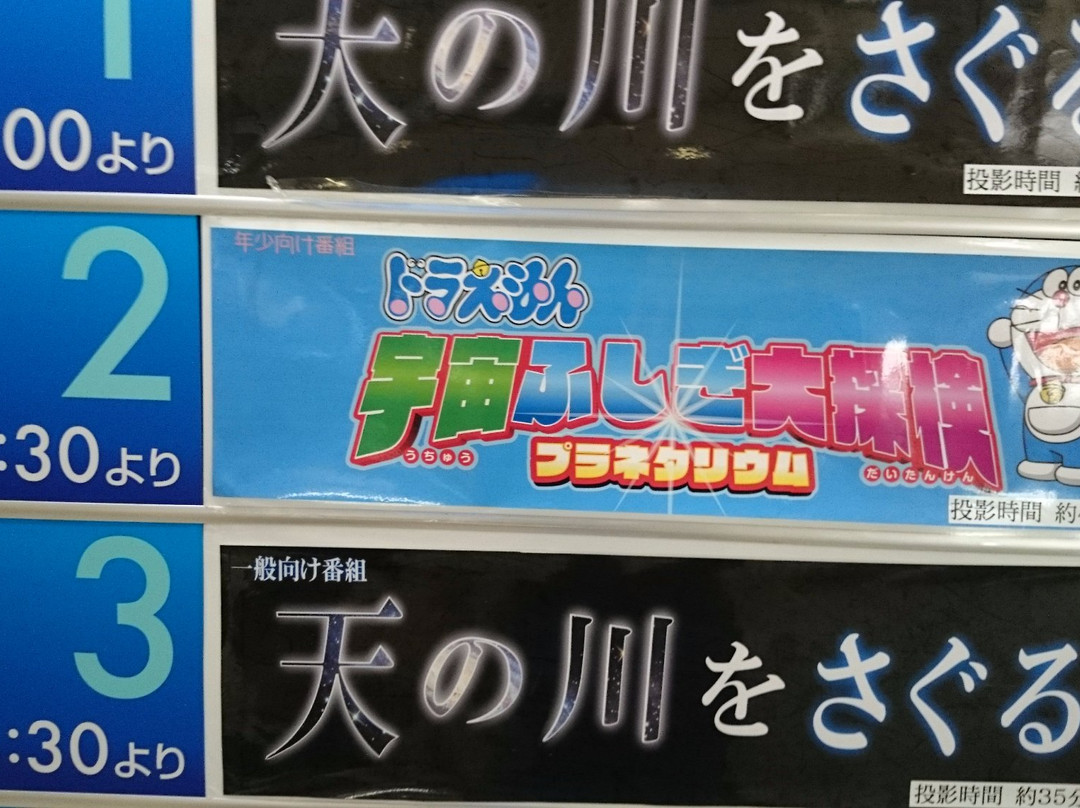 1
00より
天の川をさぐる
投影時間
2
:30より
年少向け番組
ドラえもん
宇宙ふしぎ大探検
うちゅう
だいたんけん
プラネタリウム
投影時間 約
3
:30より
一般向け番組
天の川をさぐる
投影時間 約35分